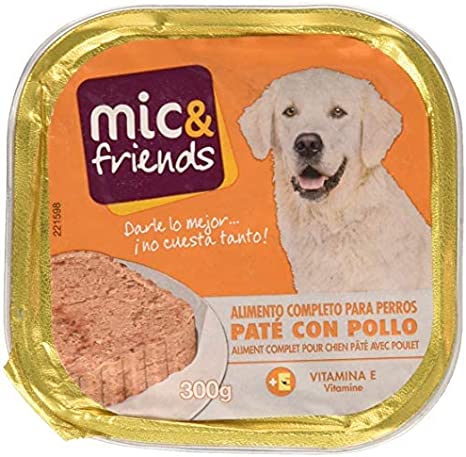 mic&
friends
Darle lo mejor...
¡no cuesta tanto!
221598
ALIMENTO COMPLETO PARA PERROS
PATÉ CON POLLO
ALIMENT COMPLET POUR CHIEN PÂTÉ AVEC POULET
300g
+E
VITAMINA E
Vitamine